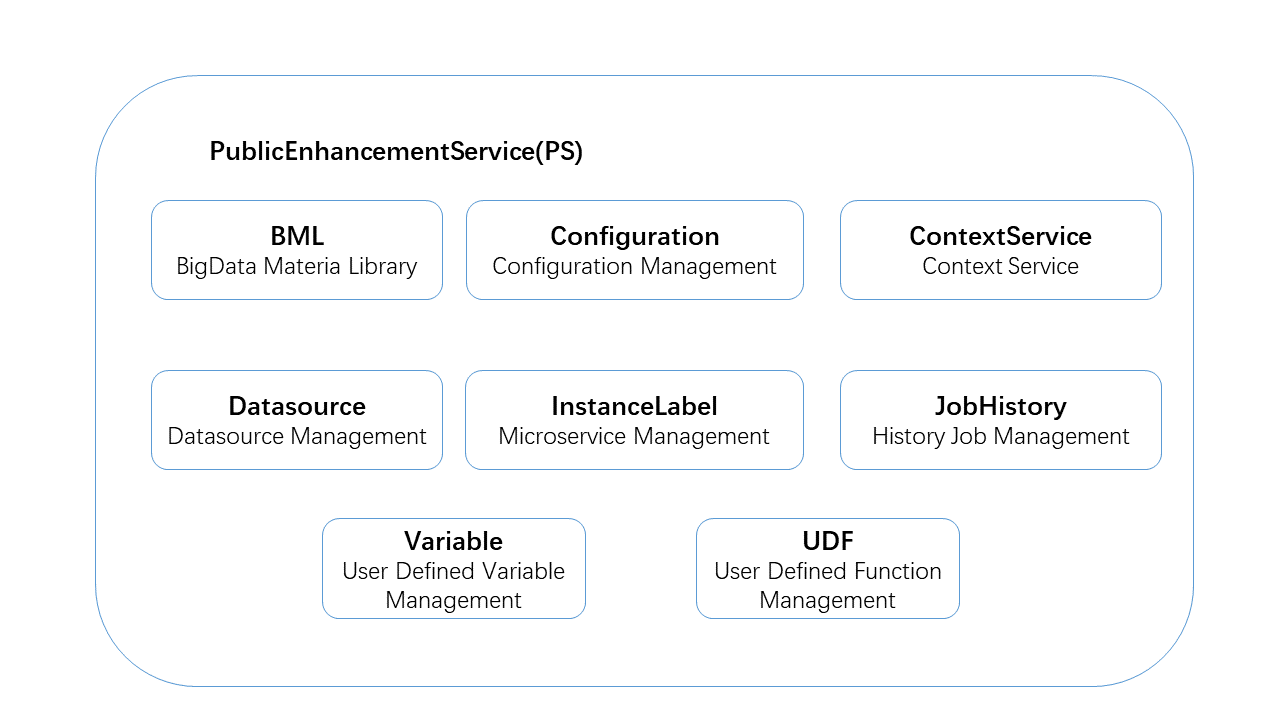 PublicEnhancementService(PS)
BML
BigData Materia Library
Configuration
Configuration Management
ContextService
Context Service
Datasource
Datasource Management
InstanceLabel
Microservice Management
JobHistory
History Job Management
Variable
User Defined Variable
Management
UDF
User Defined Function
Management